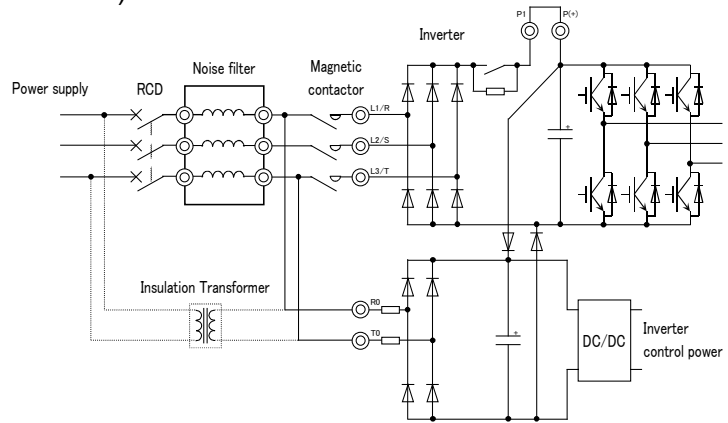 P1
P(+)
Inverter
Noise filter
Magnetic
contactor
Power supply
RCD
L1/R
L2/S
L3/T
+
Insulation Transformer
R0
T0
+
DC/DC
Inverter
control power